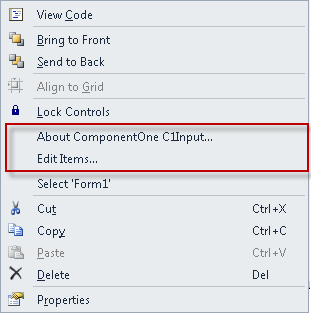 View Code
Bring to Front
Send to Back
Align to Grid
Lock Controls
About ComponentOne C1Input...
Edit Items...
Select 'Form1'
Cut Ctrl+X
Copy Ctrl+C
Paste Ctrl+V
Delete Del
Properties